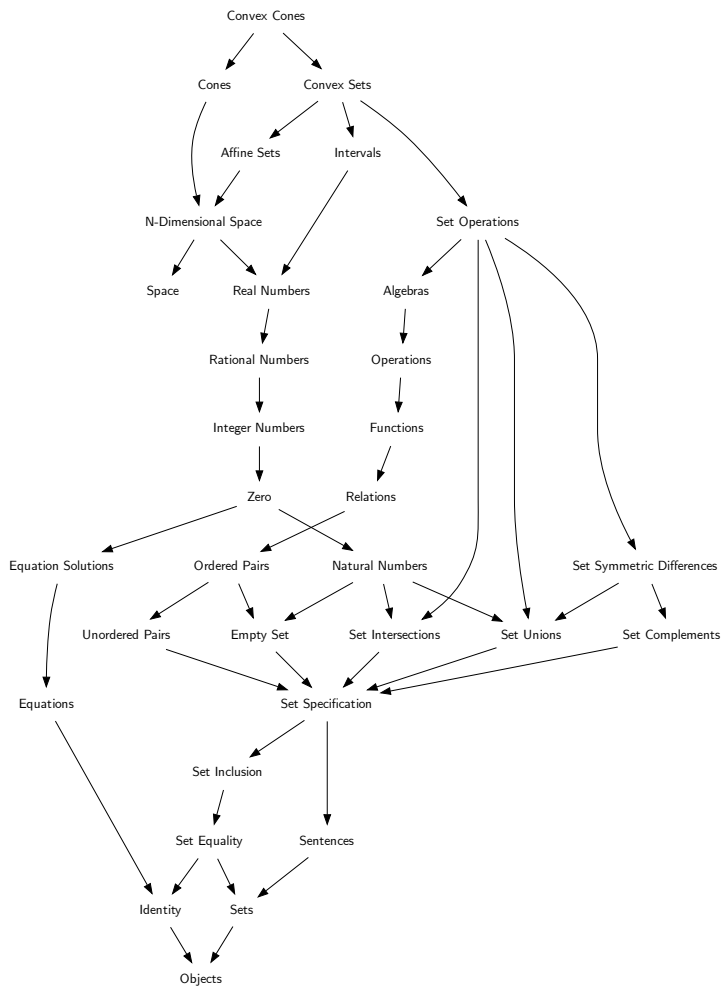 Convex Cones
Cones
Convex Sets
Affine Sets
Intervals
N-Dimensional Space
Set Operations
Space
Real Numbers
Algebras
Rational Numbers
Operations
Integer Numbers
Functions
Zero
Relations
Equation Solutions
Ordered Pairs
Natural Numbers
Set Symmetric Differences
Unordered Pairs
Empty Set
Set Intersections
Set Unions
Set Complements
Equations
Set Specification
Set Inclusion
Set Equality
Sentences
Identity
Sets
Objects